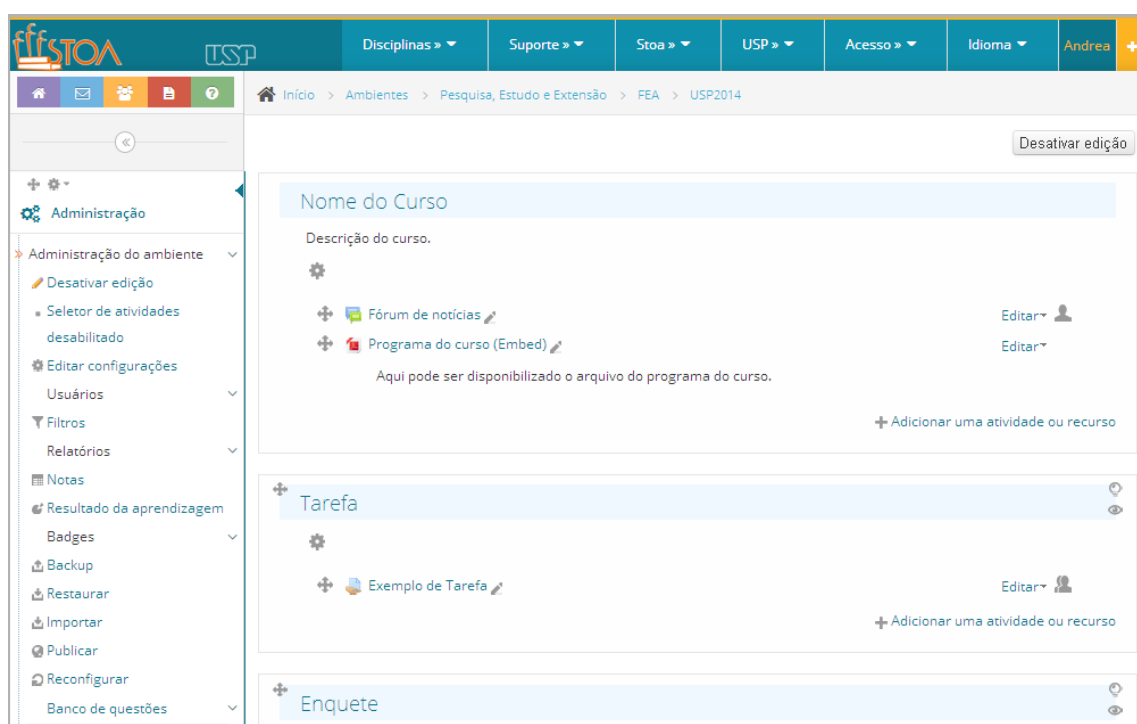 STOA
USP
Disciplinas »
Suporte »
Stoa »
USP »
Acesso »
Idioma
Andrea
Início > Ambientes > Pesquisa, Estudo e Extensão > FEA > USP2014
Desativar edição
Administração
Administração do ambiente
Desativar edição
Seletor de atividades
desabilitado
Editar configurações
Usuários
Filtros
Relatórios
Notas
Resultado da aprendizagem
Badges
Backup
Restaurar
Importar
Publicar
Reconfigurar
Banco de questões
Nome do Curso
Descrição do curso.
Fórum de notícias
Editar
Programa do curso (Embed)
Editar
Aqui pode ser disponibilizado o arquivo do programa do curso.
Adicionar uma atividade ou recurso
Tarefa
Exemplo de Tarefa
Editar
Adicionar uma atividade ou recurso
Enquete